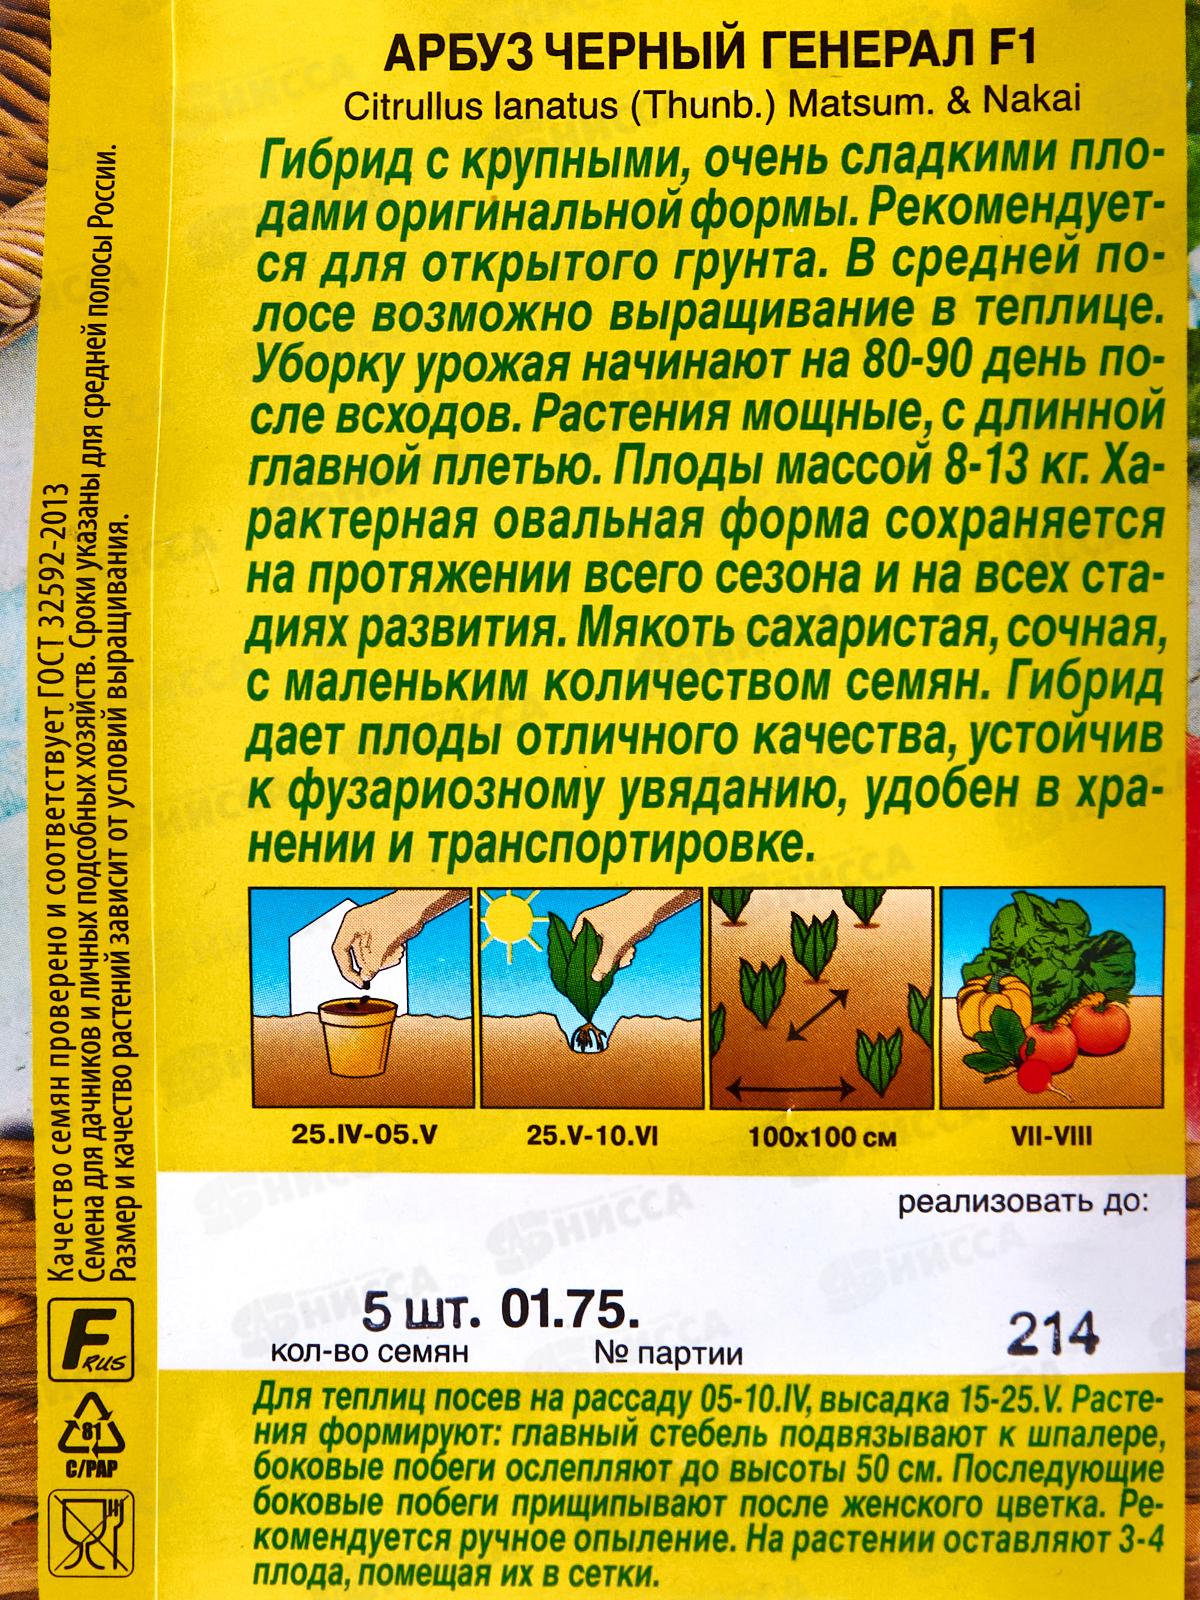 АРБУЗ ЧЕРНЫЙ ГЕНЕРАЛ F1
Citrullus lanatus (Thunb.) Matsum. & Nakai
Гибрид с крупными, очень сладкими пло-
дами оригинальной формы. Рекомендует-
ся для открытого грунта. В средней по-
лосе возможно выращивание в теплице.
Уборку урожая начинают на 80-90 день по-
сле всходов. Растения мощные, с длинной
главной плетью. Плоды массой 8-13 кг. Ха-
рактерная овальная форма сохраняется
на протяжении всего сезона и на всех ста-
диях развития. Мякоть сахаристая, сочная,
с маленьким количеством семян. Гибрид
дает плоды отличного качества, устойчив
к фузариозному увяданию, удобен в хра-
нении и транспортировке.
25.IV-05.V
25.V-10.VI
100х100 см
VII-VIII
реализовать до:
5 шт. 01.75.
214
кол-во семян
№ партии
Для теплиц посев на рассаду 05-10.IV, высадка 15-25.V. Расте-
ния формируют: главный стебель подвязывают к шпалере,
боковые побеги ослепляют до высоты 50 см. Последующие
боковые побеги прищипывают после женского цветка. Ре-
комендуется ручное опыление. На растении оставляют 3-4
плода, помещая их в сетки.
Качество семян проверено и соответствует ГОСТ 32592-2013
Семена для дачников и личных подсобных хозяйств. Сроки указаны для средней полосы России.
Размер и качество растений зависит от условий выращивания.
F RUS
81
C/PAP
НИССА